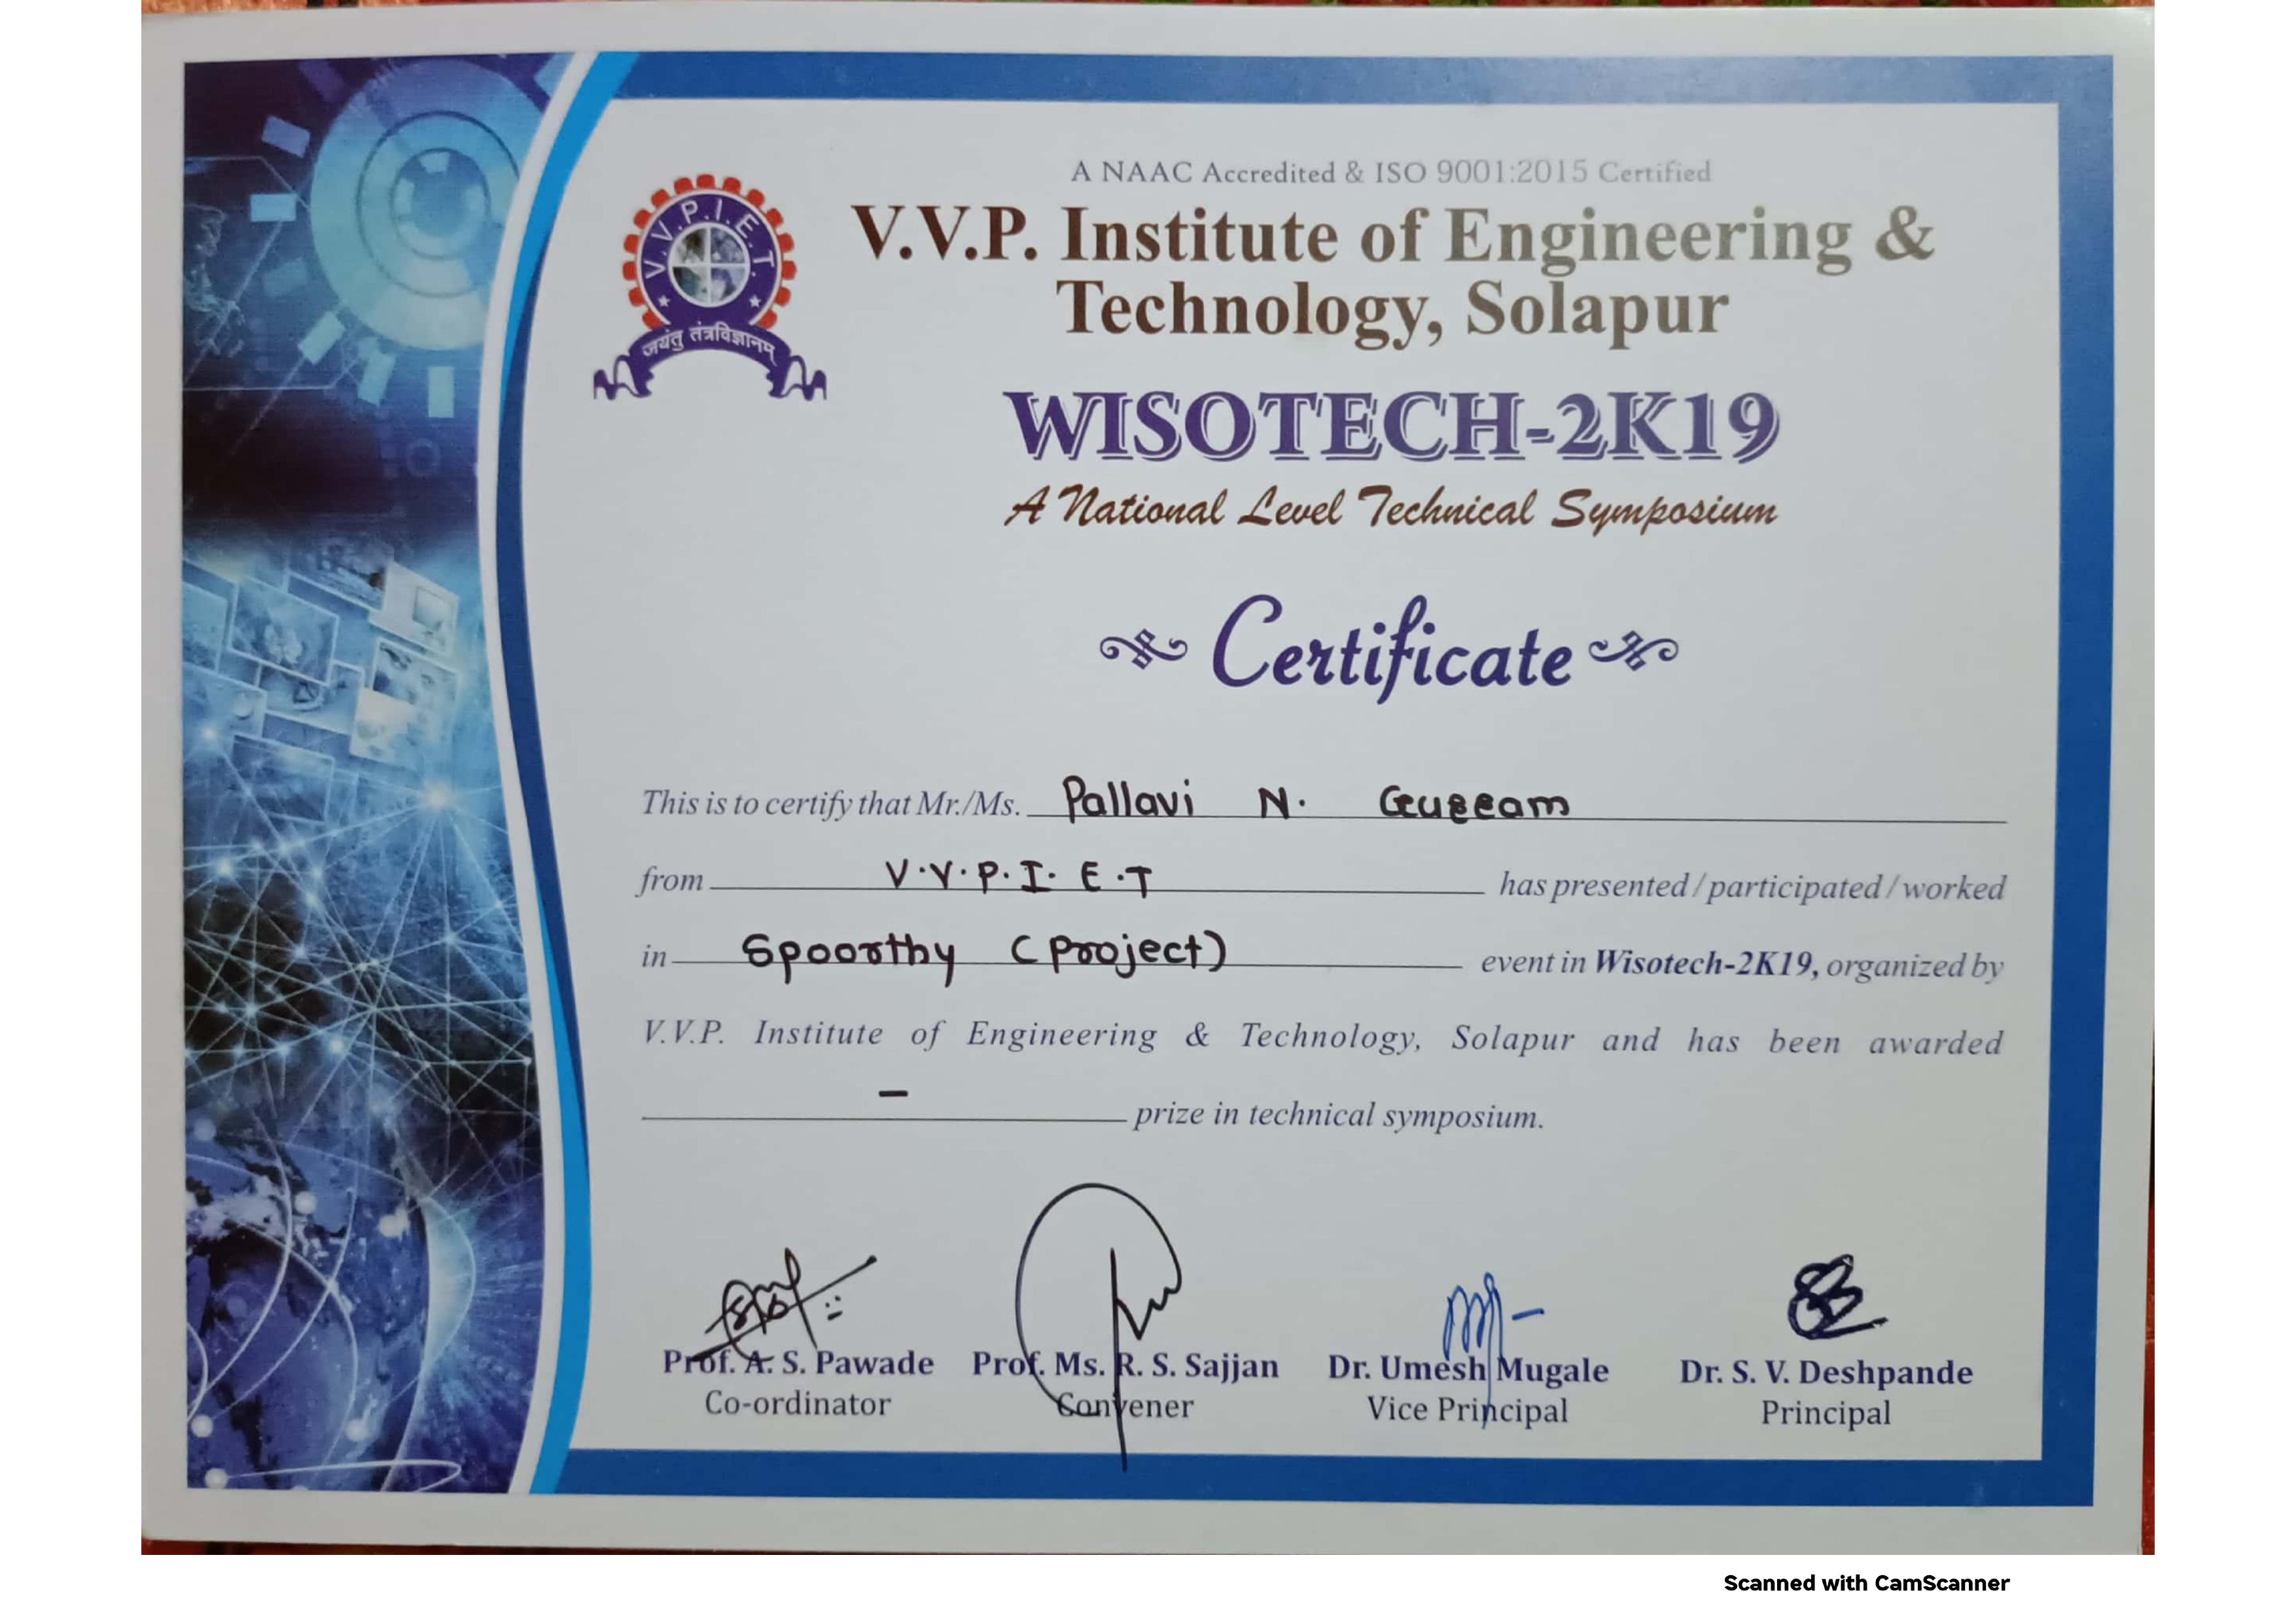 A NAAC Accredited & ISO 9001:2015 Certified
V.V.P. Institute of Engineering &
Technology, Solapur
V.V.P.I.E.T.
जयंतु तंत्रविज्ञानम्
WISOTECH-2K19
A National Level Technical Symposium
Certificate
This is to certify that Mr./Ms. Pallavi N.
from V.V.P.I.E.T has presented / participated / worked
in Spoorthy (Project) event in Wisotech-2K19, organized by
V.V.P. Institute of Engineering & Technology, Solapur and has been awarded
– prize in technical symposium.
Prof. A. S. Pawade Prof. Ms. R. S. Sajjan Dr. Umesh Mugale Dr. S. V. Deshpande
Co-ordinator Convener Vice Principal Principal
Scanned with CamScanner